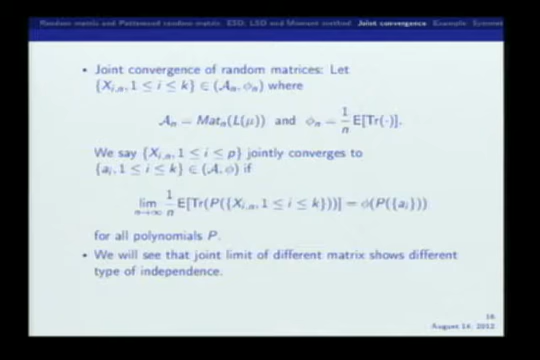 Random matrix and Patterned random matrix ESD, LSD and Moment method Joint convergence Example Symmet
• Joint convergence of random matrices: Let
{X_{i,n}, 1 ≤ i ≤ k} ∈ (𝒜_n, ϕ_n) where
𝒜_n = Mat_n(L(μ)) and ϕ_n = 1/n E[Tr(·)].
We say {X_{i,n}, 1 ≤ i ≤ p} jointly converges to
{a_i, 1 ≤ i ≤ k} ∈ (𝒜, ϕ) if
lim_{n→∞} 1/n E[Tr(P({X_{i,n}, 1 ≤ i ≤ k}))] = ϕ(P({a_i}))
for all polynomials P.
• We will see that joint limit of different matrix shows different
type of independence.
16
August 14, 2012